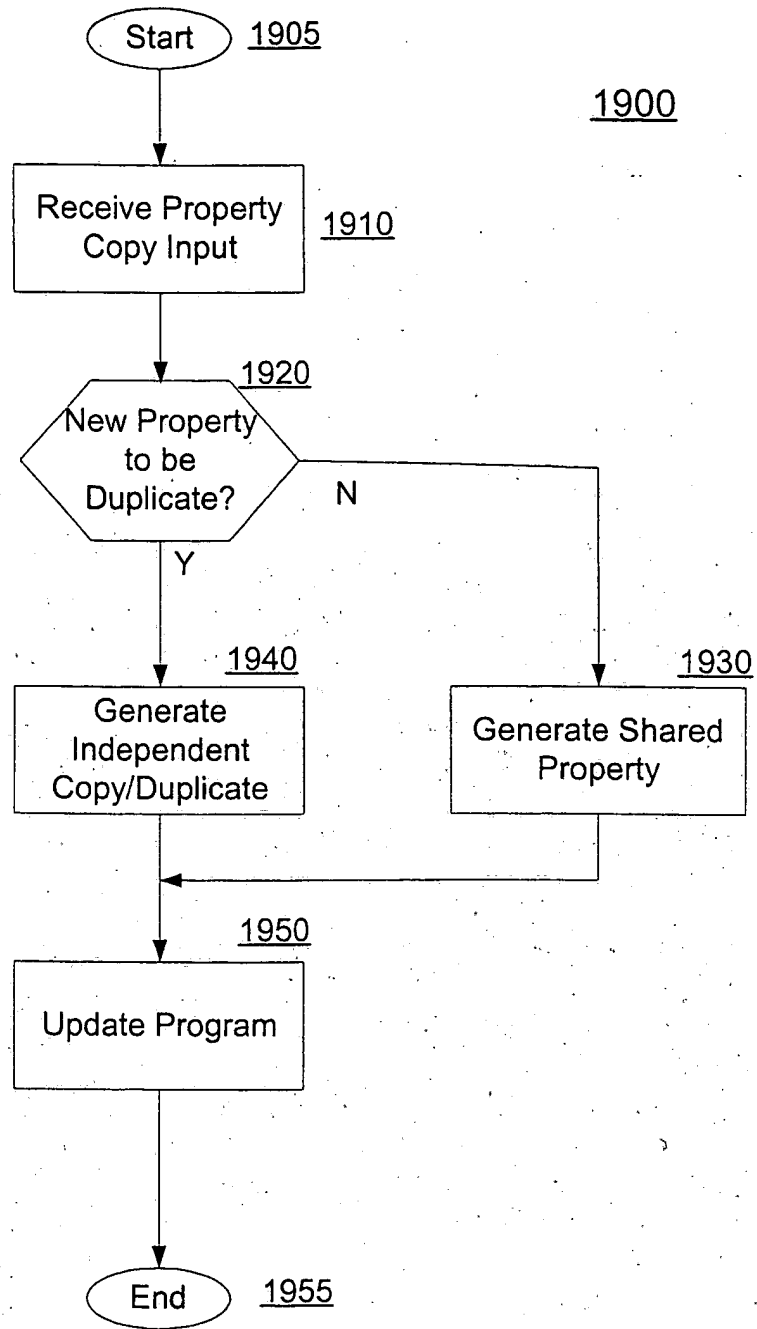 Start 1905
1900
Receive Property
Copy Input
1910
1920
New Property
to be
Duplicate?
N
Y
1940
1930
Generate
Independent
Copy/Duplicate
Generate Shared
Property
1950
Update Program
End 1955